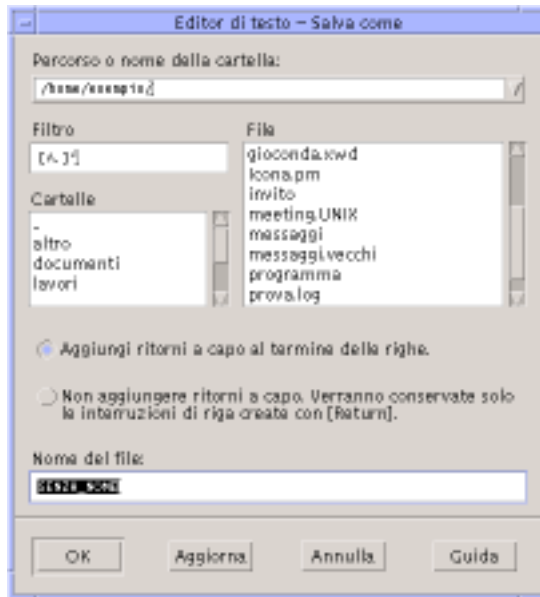 Editor di testo – Salva come
Percorso o nome della cartella:
/home/esempio/
Filtro
[^.]*
File
gioconda.xwd
Icona.pm
invito
meeting.UNIX
messaggi
messaggi.vecchi
programma
prova.log
Cartelle
..
altro
documenti
lavori
Aggiungi ritorni a capo al termine delle righe.
Non aggiungere ritorni a capo. Verranno conservate solo
le interruzioni di riga create con [Return].
Nome del file:
SENZA_NOME
OK
Aggiorna
Annulla
Guida